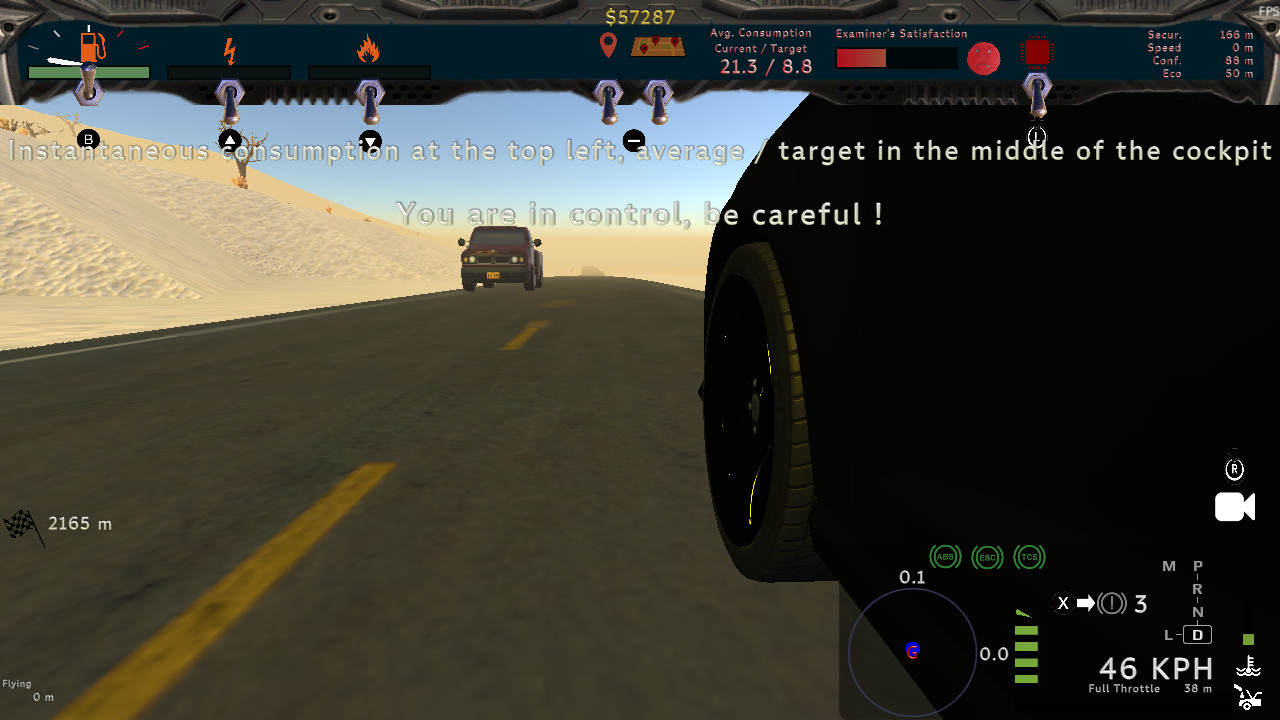 $57287
FPS
Avg. Consumption
Current / Target
21.3 / 8.8
Examiner's Satisfaction
Secur. 166 m
Speed 0 m
Conf. 88 m
Eco 50 m
B
Instantaneous consumption at the top left, average / target in the middle of the cockpit
You are in control, be careful !
R
2165 m
ABS ESC TCS
0.1
M P
R
X 3
N
L D
0.0
G
46 KPH
Full Throttle 38 m
Flying
0 m